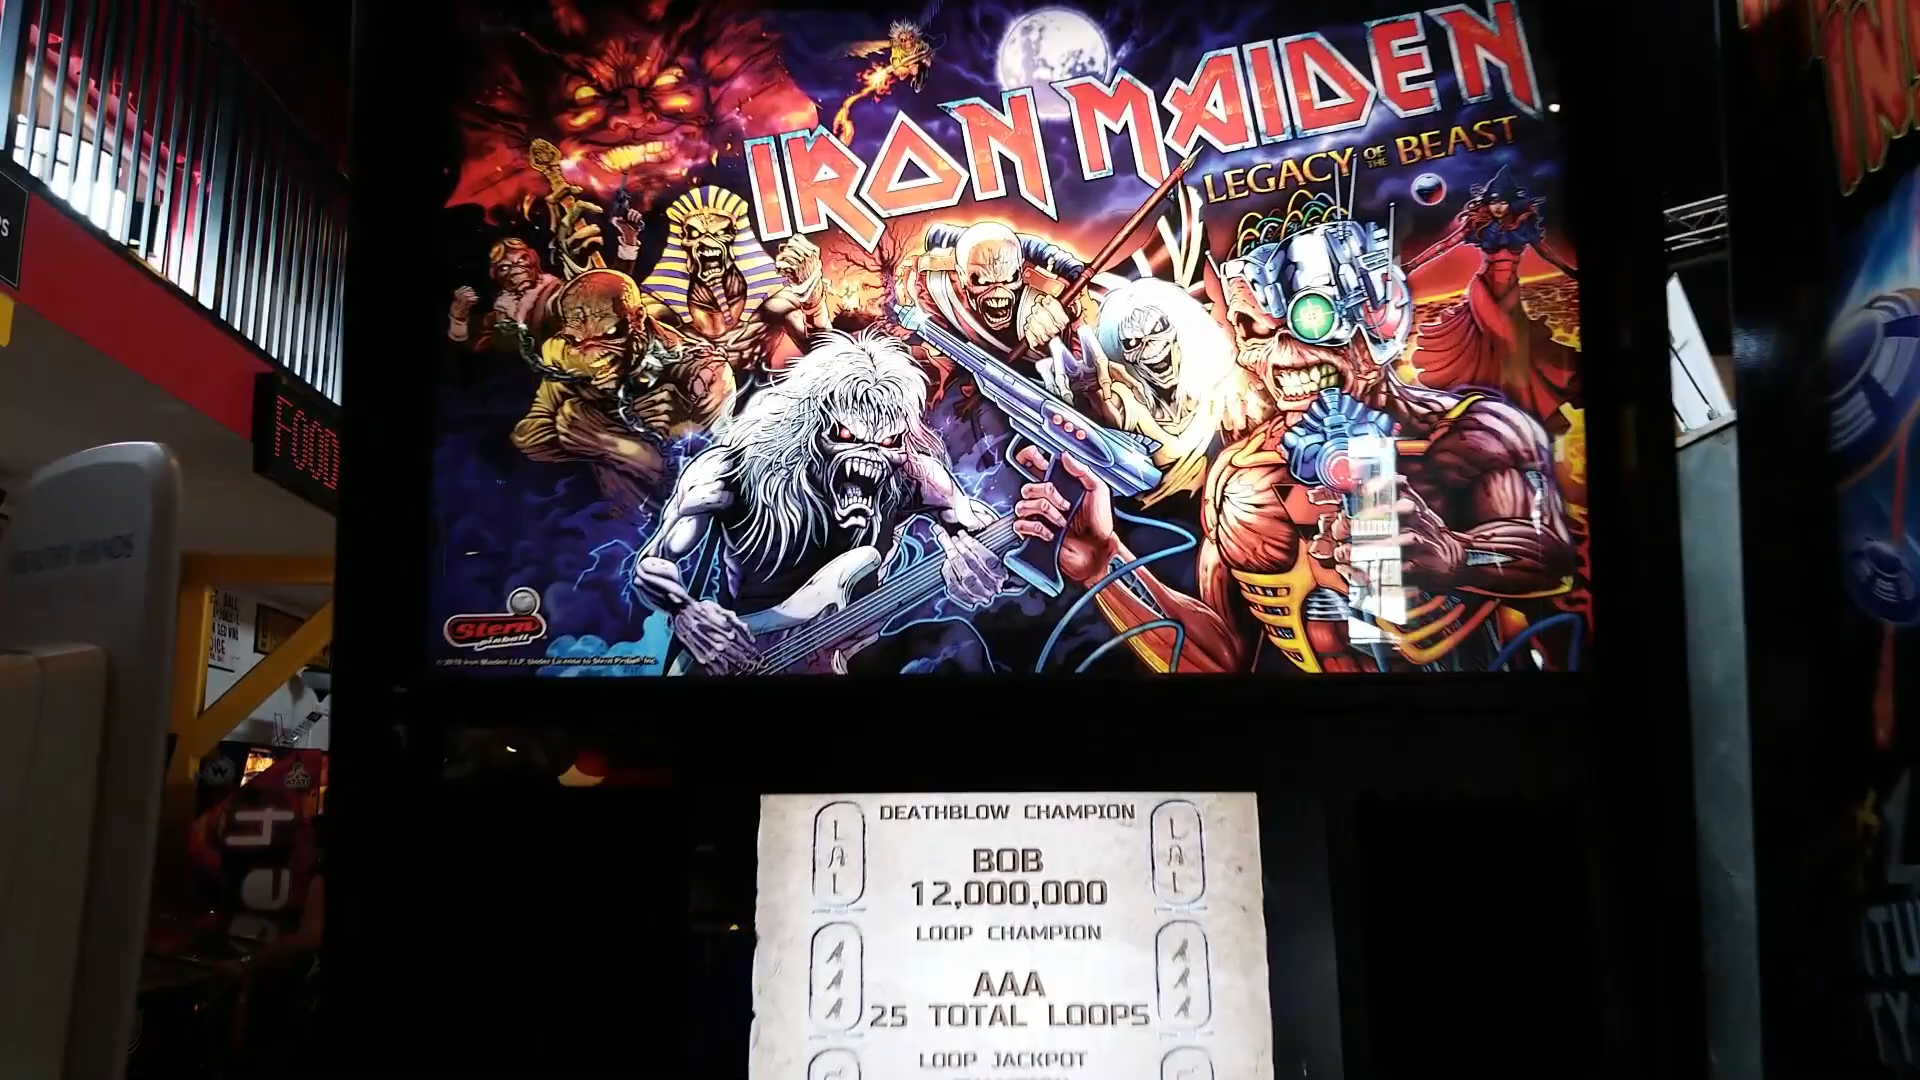 IRON MAIDEN
LEGACY OF THE BEAST
FOOD
Stern
pinball
DEATHBLOW CHAMPION
BOB
12,000,000
LOOP CHAMPION
AAA
25 TOTAL LOOPS
LOOP JACKPOT